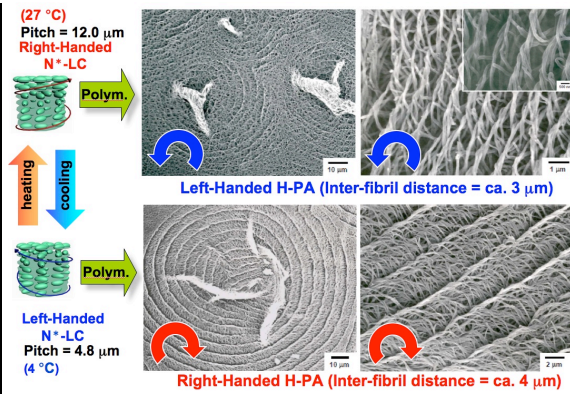 (27 °C)
Pitch = 12.0 μm
Right-Handed
N*-LC
Polym.
heating
cooling
10 μm
1 μm
Left-Handed H-PA (Inter-fibril distance = ca. 3 μm)
Polym.
Left-Handed
N*-LC
Pitch = 4.8 μm
(4 °C)
10 μm
2 μm
Right-Handed H-PA (Inter-fibril distance = ca. 4 μm)